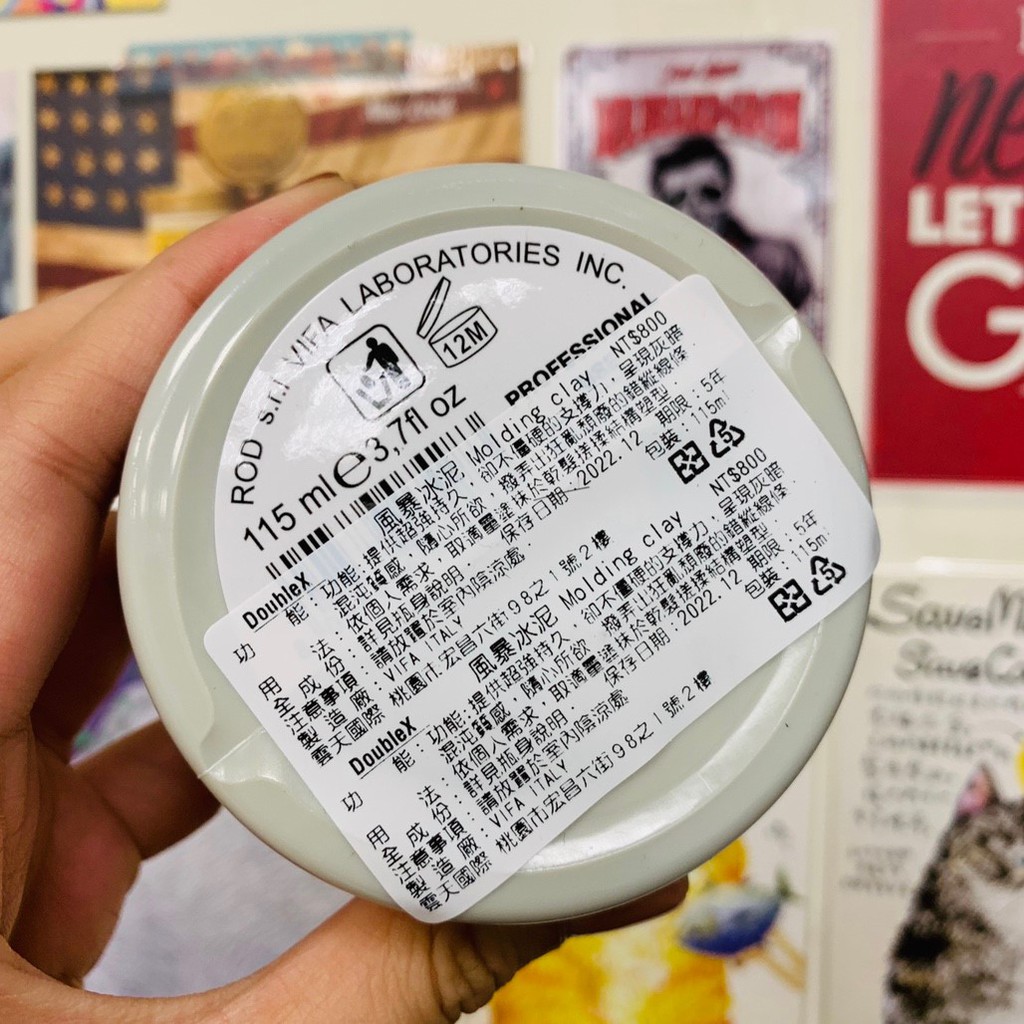 ROD s.r.l VIFA LABORATORIES INC.
12M
115 ml e 3,7fl oz
PROFESSIONAL
DoubleX 風暴冰泥 Molding clay NT$800
功 能：功能：提供超強持久，卻不僵硬的支撐力，呈現灰暗
混沌髒感，隨心所欲，撥弄出狂亂頹廢的錯縱線條．
用 法：依個人需求，取適量塗抹於乾髮搓揉結構塑型．
全成份：詳見瓶身說明．保存日期：2022 12 期限：5年
注意事項：請放置於室內陰涼處 包裝：115ml
製造廠：VIFA ITALY
雲天國際：桃園市宏昌六街98之1號2樓
DoubleX 風暴冰泥 Molding clay NT$800
功 能：功能：提供超強持久，卻不僵硬的支撐力，呈現灰暗
混沌髒感，隨心所欲，撥弄出狂亂頹廢的錯縱線條．
用 法：依個人需求，取適量塗抹於乾髮搓揉結構塑型．
全成份：詳見瓶身說明．保存日期：2022 12 期限：5年
注意事項：請放置於室內陰涼處 包裝：115ml
製造廠：VIFA ITALY
雲天國際：桃園市宏昌六街98之1號2樓
ne
LET
G